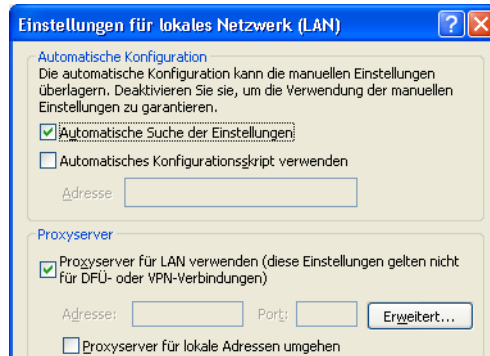 Einstellungen für lokales Netzwerk (LAN)
Automatische Konfiguration
Die automatische Konfiguration kann die manuellen Einstellungen
überlagern. Deaktivieren Sie sie, um die Verwendung der manuellen
Einstellungen zu garantieren.
Automatische Suche der Einstellungen
Automatisches Konfigurationsskript verwenden
Adresse
Proxyserver
Proxyserver für LAN verwenden (diese Einstellungen gelten nicht
für DFÜ- oder VPN-Verbindungen)
Adresse: Port: Erweitert...
Proxyserver für lokale Adressen umgehen